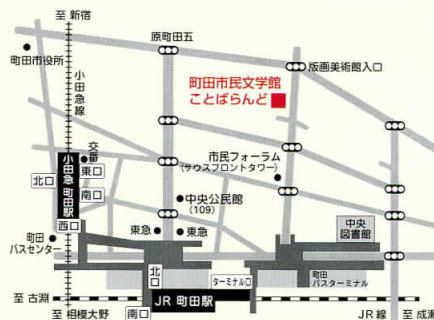 至 新宿
原町田五
町田市役所
版画美術館入口
小田急線
町田市民文学館
ことばらんど
交番
市民フォーラム
(サウスフロントタワー)
小田急 町田駅
東口
北口
南口
西口
中央公民館
(109)
中央
図書館
東急
東急
町田
バスセンター
北口
ターミナル口
町田
バスターミナル
至 古淵
JR 町田駅
至 相模大野
南口
JR 線
至 成瀬